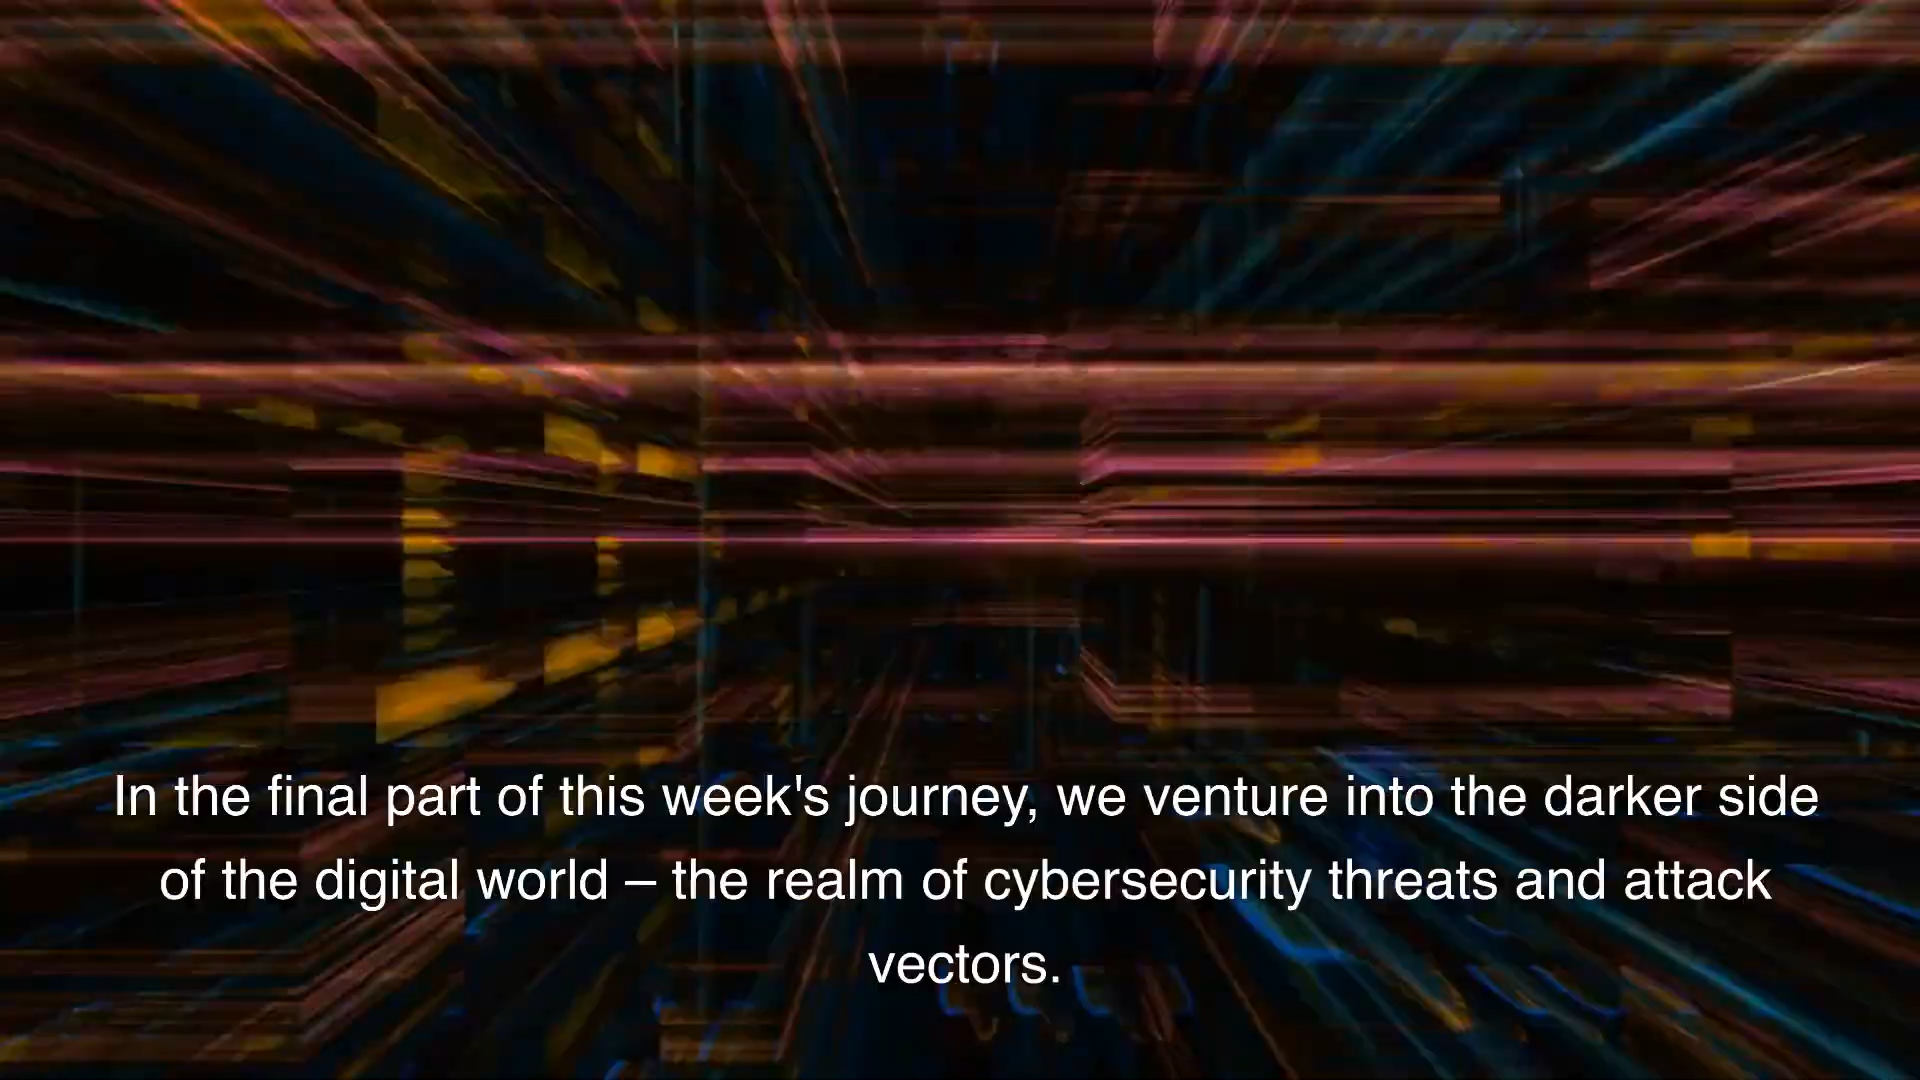 In the final part of this week's journey, we venture into the darker side
of the digital world – the realm of cybersecurity threats and attack
vectors.